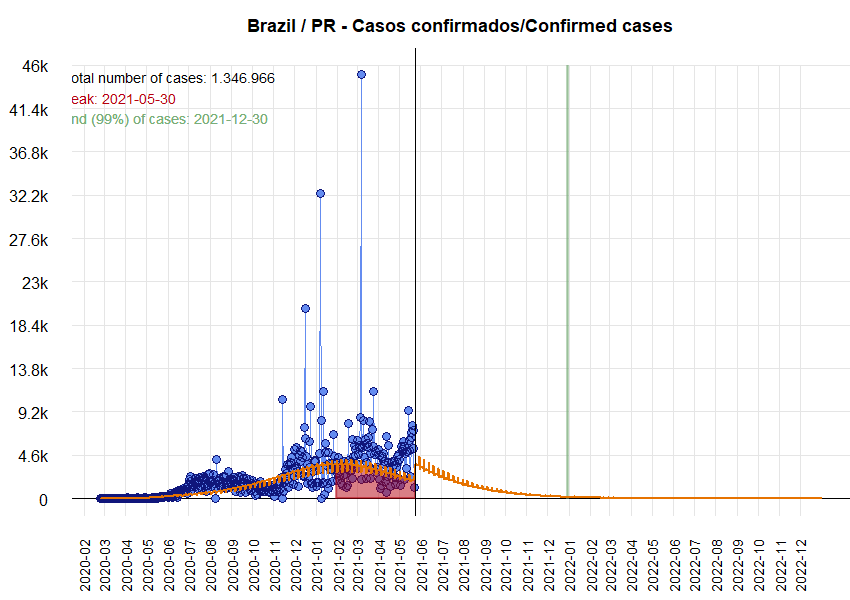 Brazil / PR - Casos confirmados/Confirmed cases
46k
otal number of cases: 1.346.966
eak: 2021-05-30
41.4k
nd (99%) of cases: 2021-12-30
36.8k
32.2k
27.6k
23k
18.4k
13.8k
9.2k
4.6k
0
2020-02
2020-03
2020-04
2020-05
2020-06
2020-07
2020-08
2020-09
2020-10
2020-11
2020-12
2021-01
2021-02
2021-03
2021-04
2021-05
2021-06
2021-07
2021-08
2021-09
2021-10
2021-11
2021-12
2022-01
2022-02
2022-03
2022-04
2022-05
2022-06
2022-07
2022-08
2022-09
2022-10
2022-11
2022-12